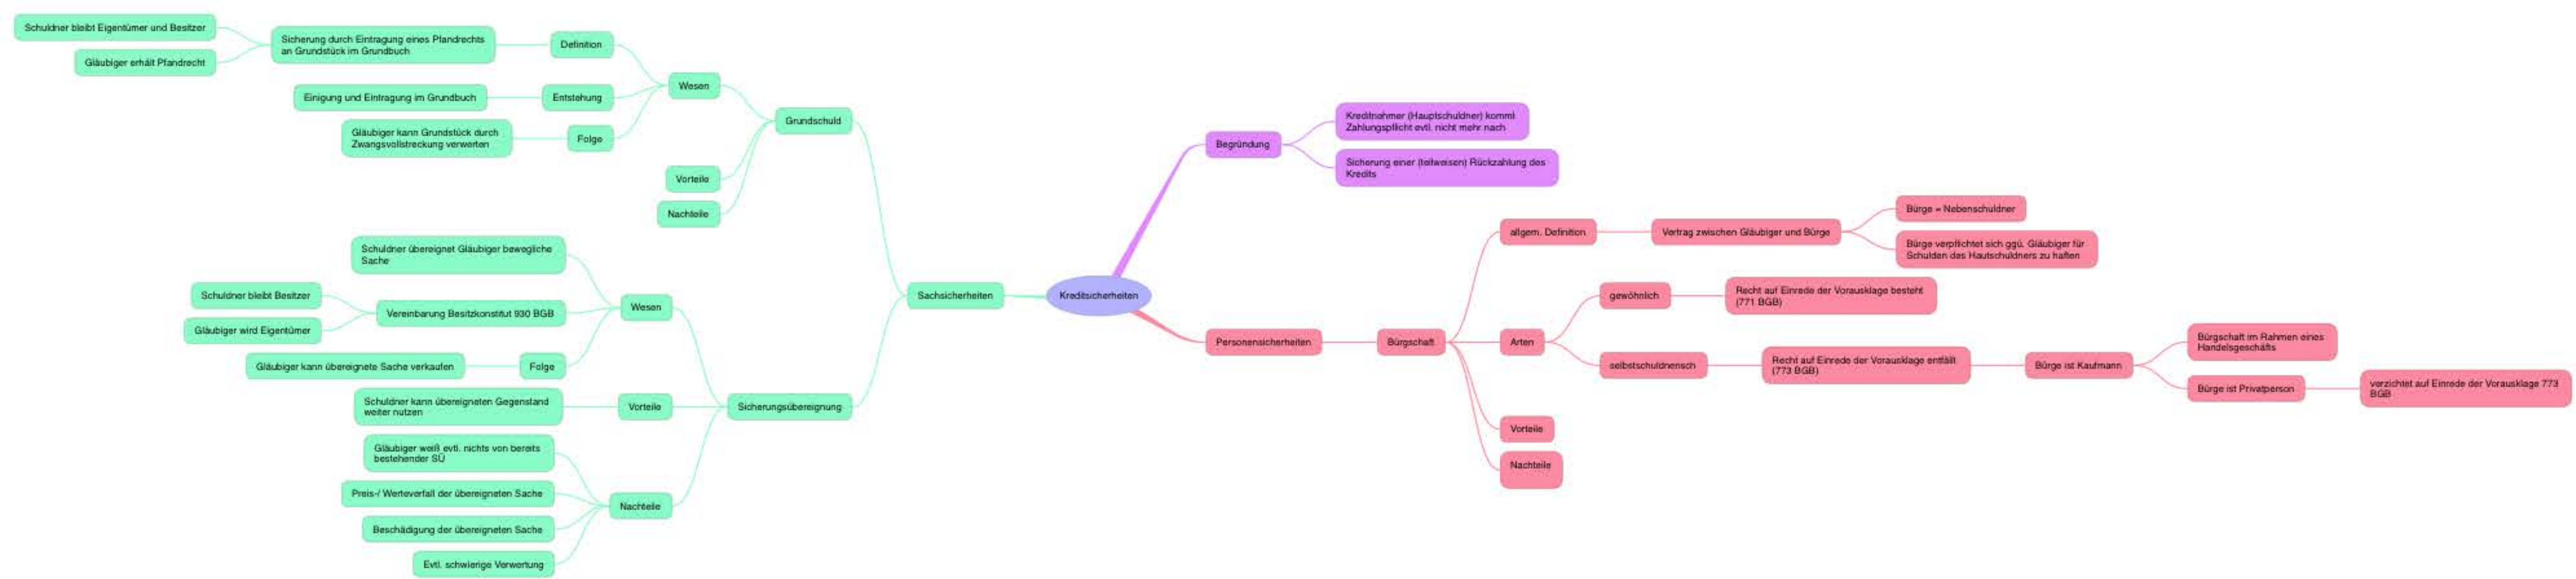 Kreditsicherheiten
Begründung
Kreditnehmer (Hauptschuldner) kommt
Zahlungspflicht evtl. nicht mehr nach
Sicherung einer (teilweisen) Rückzahlung des
Kredits
Personensicherheiten
Bürgschaft
allgem. Definition
Vertrag zwischen Gläubiger und Bürge
Bürge = Nebenschuldner
Bürge verpflichtet sich ggü. Gläubiger für
Schulden des Hautschuldners zu haften
Arten
gewöhnlich
Recht auf Einrede der Vorausklage besteht
(771 BGB)
selbstschuldnerisch
Recht auf Einrede der Vorausklage entfällt
(773 BGB)
Bürge ist Kaufmann
Bürgschaft im Rahmen eines
Handelsgeschäfts
Bürge ist Privatperson
verzichtet auf Einrede der Vorausklage 773
BGB
Vorteile
Nachteile
Sachsicherheiten
Grundschuld
Wesen
Definition
Sicherung durch Eintragung eines Pfandrechts
an Grundstück im Grundbuch
Schuldner bleibt Eigentümer und Besitzer
Gläubiger erhält Pfandrecht
Entstehung
Einigung und Eintragung im Grundbuch
Folge
Gläubiger kann Grundstück durch
Zwangsvollstreckung verwerten
Vorteile
Nachteile
Sicherungsübereignung
Wesen
Schuldner übereignet Gläubiger bewegliche
Sache
Vereinbarung Besitzkonstitut 930 BGB
Schuldner bleibt Besitzer
Gläubiger wird Eigentümer
Folge
Gläubiger kann übereignete Sache verkaufen
Vorteile
Schuldner kann übereigneten Gegenstand
weiter nutzen
Nachteile
Gläubiger weiß evtl. nichts von bereits
bestehender SÜ
Preis-/ Werteverfall der übereigneten Sache
Beschädigung der übereigneten Sache
Evtl. schwierige Verwertung